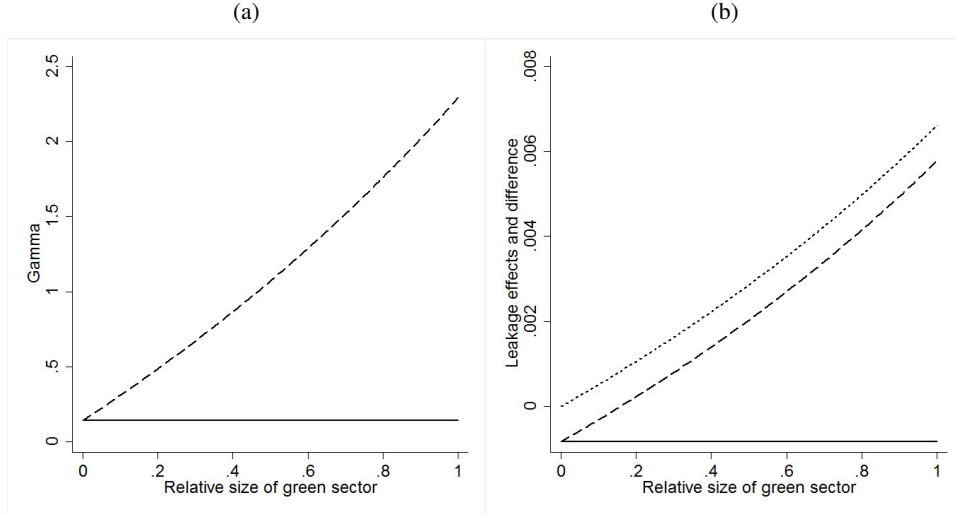 (a)
(b)
Gamma
2.5
2
1.5
1
.5
0
0 .2 .4 .6 .8 1
Relative size of green sector
Leakage effects and difference
.008
.006
.004
.002
0
0 .2 .4 .6 .8 1
Relative size of green sector